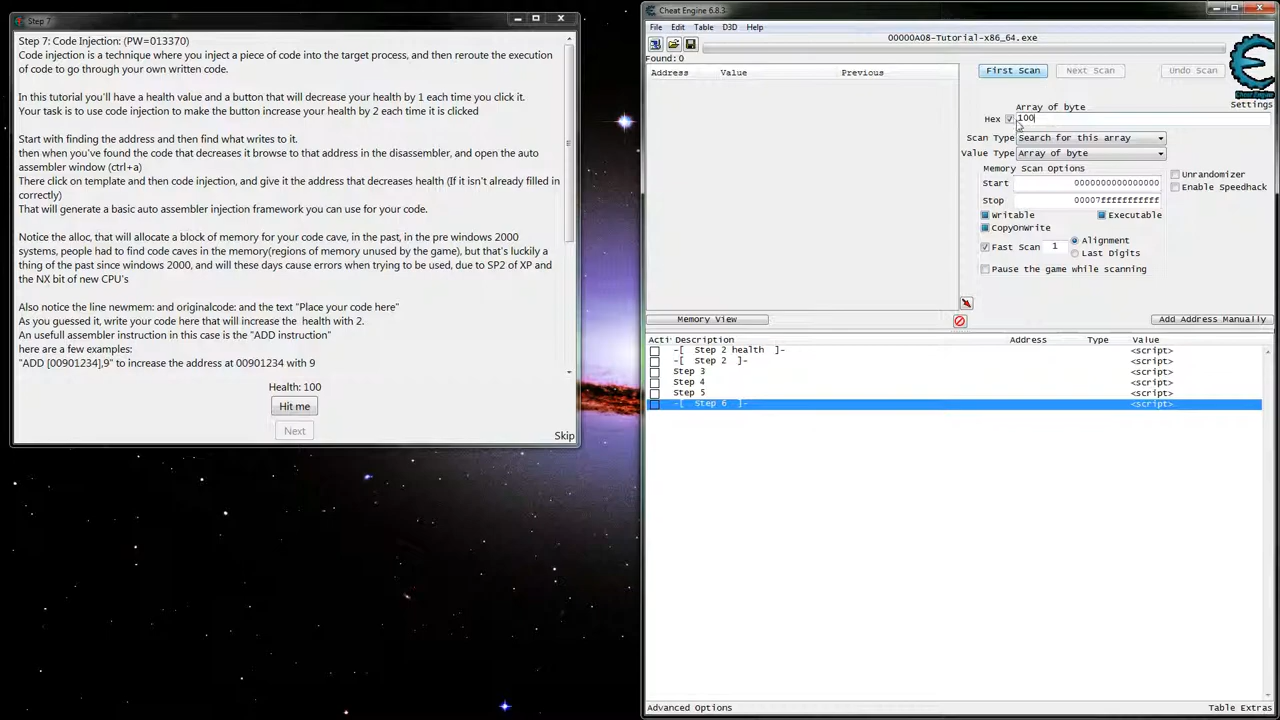 Step 7
Step 7: Code Injection: (PW=013370)
Code injection is a technique where you inject a piece of code into the target process, and then reroute the execution
of code to go through your own written code.
In this tutorial you'll have a health value and a button that will decrease your health by 1 each time you click it.
Your task is to use code injection to make the button increase your health by 2 each time it is clicked
Start with finding the address and then find what writes to it.
then when you've found the code that decreases it browse to the address in the disassembler, and open the auto
assembler window (ctrl+a)
There click on template and then code injection, and give it the address that decreases health (If it isn't already filled in
correctly)
That will generate a basic auto assembler injection framework you can use for your code.
Notice the alloc, that will allocate a block of memory for your code cave, in the past, in the pre windows 2000
systems, people had to find code caves in the memory(regions of memory unused by the game), but that's luckily a
thing of the past since windows 2000, and will these days cause errors when trying to be used, due to SP2 of XP and
the NX bit of new CPU's
Also notice the line newmem: and originalcode: and the text "Place your code here"
As you guessed it, write your code here that will increase the  health with 2.
An usefull assembler instruction in this case is the "ADD instruction"
here are a few examples:
"ADD [00901234],9" to increase the address at 00901234 with 9
Health: 100
Hit me
Next
Skip
Cheat Engine 6.8.3
File Edit Table D3D Help
00000A08-Tutorial-x86_64.exe
Found: 0
Address Value Previous
First Scan Next Scan Undo Scan
Cheat Engine
Settings
Array of byte
Hex 100
Scan Type Search for this array
Value Type Array of byte
Memory Scan Options
Start 0000000000000000
Stop 00007fffffffffff
Writable Executable
CopyOnWrite
Fast Scan 1 Alignment
Last Digits
Pause the game while scanning
Unrandomizer
Enable Speedhack
Memory View
Add Address Manually
Acti Description Address Type Value
-[  Step 2 health  ]- <script>
-[  Step 2  ]- <script>
Step 3 <script>
Step 4 <script>
Step 5 <script>
-[  Step 6  ]- <script>
Advanced Options
Table Extras